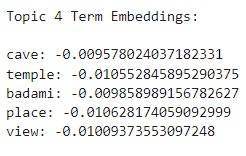 Topic 4 Term Embeddings:
cave: -0.009578024037182331
temple: -0.010552845895290375
badami: -0.009858989156782627
place: -0.010628174059092999
view: -0.01009373553097248